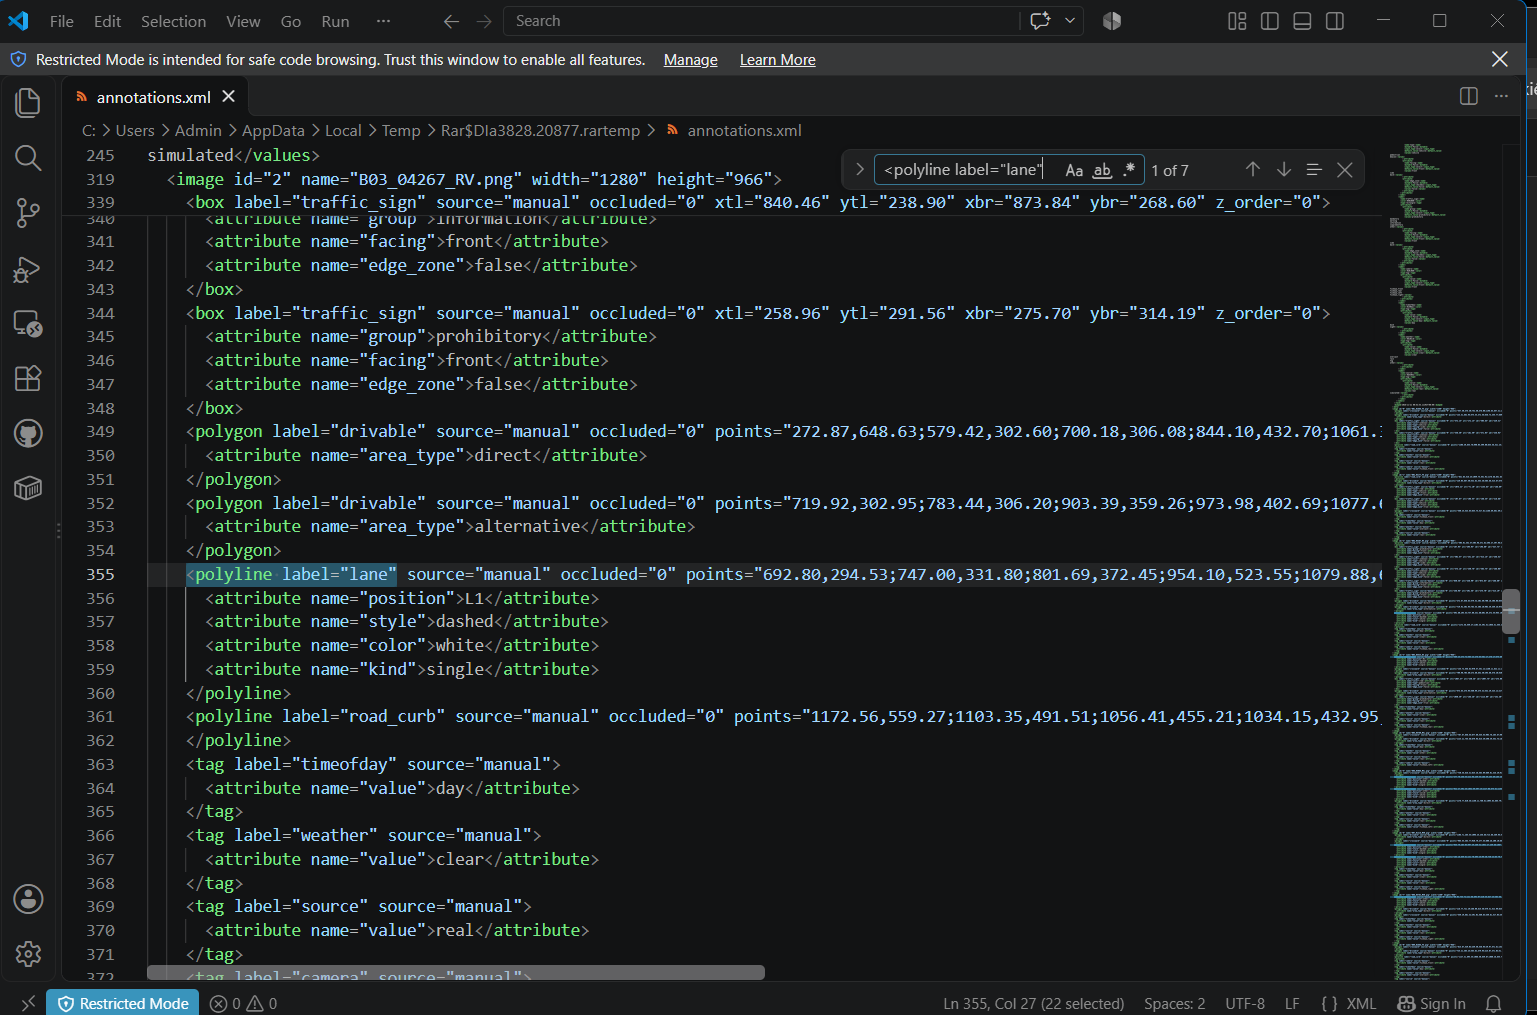 File Edit Selection View Go Run ··· Search
Restricted Mode is intended for safe code browsing. Trust this window to enable all features. Manage Learn More
annotations.xml
C: > Users > Admin > AppData > Local > Temp > Rar$DIa3828.20877.rartemp > annotations.xml
<polyline label="lane" Aa ab .* 1 of 7
245 simulated</values>
319 <image id="2" name="B03_04267_RV.png" width="1280" height="966">
339 <box label="traffic_sign" source="manual" occluded="0" xtl="840.46" ytl="238.90" xbr="873.84" ybr="268.60" z_order="0">
340 <attribute name="group">information</attribute>
341 <attribute name="facing">front</attribute>
342 <attribute name="edge_zone">false</attribute>
343 </box>
344 <box label="traffic_sign" source="manual" occluded="0" xtl="258.96" ytl="291.56" xbr="275.70" ybr="314.19" z_order="0">
345 <attribute name="group">prohibitory</attribute>
346 <attribute name="facing">front</attribute>
347 <attribute name="edge_zone">false</attribute>
348 </box>
349 <polygon label="drivable" source="manual" occluded="0" points="272.87,648.63;579.42,302.60;700.18,306.08;844.10,432.70;1061.
350 <attribute name="area_type">direct</attribute>
351 </polygon>
352 <polygon label="drivable" source="manual" occluded="0" points="719.92,302.95;783.44,306.20;903.39,359.26;973.98,402.69;1077.
353 <attribute name="area_type">alternative</attribute>
354 </polygon>
355 <polyline label="lane" source="manual" occluded="0" points="692.80,294.53;747.00,331.80;801.69,372.45;954.10,523.55;1079.88,
356 <attribute name="position">L1</attribute>
357 <attribute name="style">dashed</attribute>
358 <attribute name="color">white</attribute>
359 <attribute name="kind">single</attribute>
360 </polyline>
361 <polyline label="road_curb" source="manual" occluded="0" points="1172.56,559.27;1103.35,491.51;1056.41,455.21;1034.15,432.95
362 </polyline>
363 <tag label="timeofday" source="manual">
364 <attribute name="value">day</attribute>
365 </tag>
366 <tag label="weather" source="manual">
367 <attribute name="value">clear</attribute>
368 </tag>
369 <tag label="source" source="manual">
370 <attribute name="value">real</attribute>
371 </tag>
372 <tag label="camera" source="manual">
Restricted Mode 0 0 Ln 355, Col 27 (22 selected) Spaces: 2 UTF-8 LF {} XML Sign In